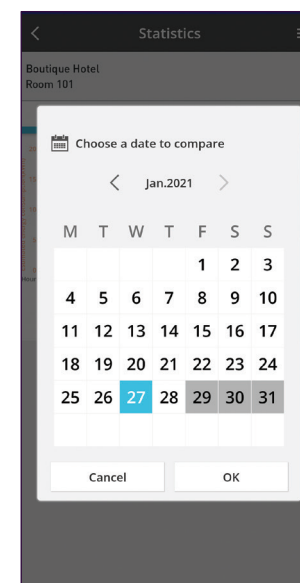 Statistics
Boutique Hotel
Room 101
Choose a date to compare
Jan.2021
M T W T F S S
1 2 3
4 5 6 7 8 9 10
11 12 13 14 15 16 17
18 19 20 21 22 23 24
25 26 27 28 29 30 31
Cancel OK